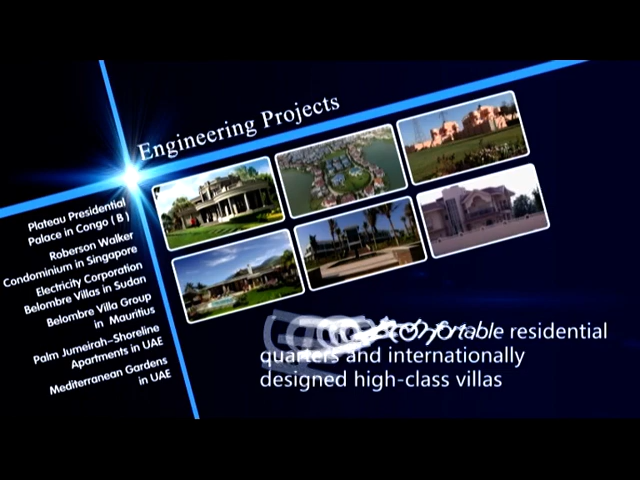 Engineering Projects
Plateau Presidential
Palace in Congo ( B )
Roberson Walker
Condominium in Singapore
Electricity Corporation
Belombre Villas in Sudan
Belombre Villa Group
in Mauritius
Palm Jumeirah-Shoreline
Apartments in UAE
Mediterranean Gardens
in UAE
residential
quarters and internationally
designed high-class villas